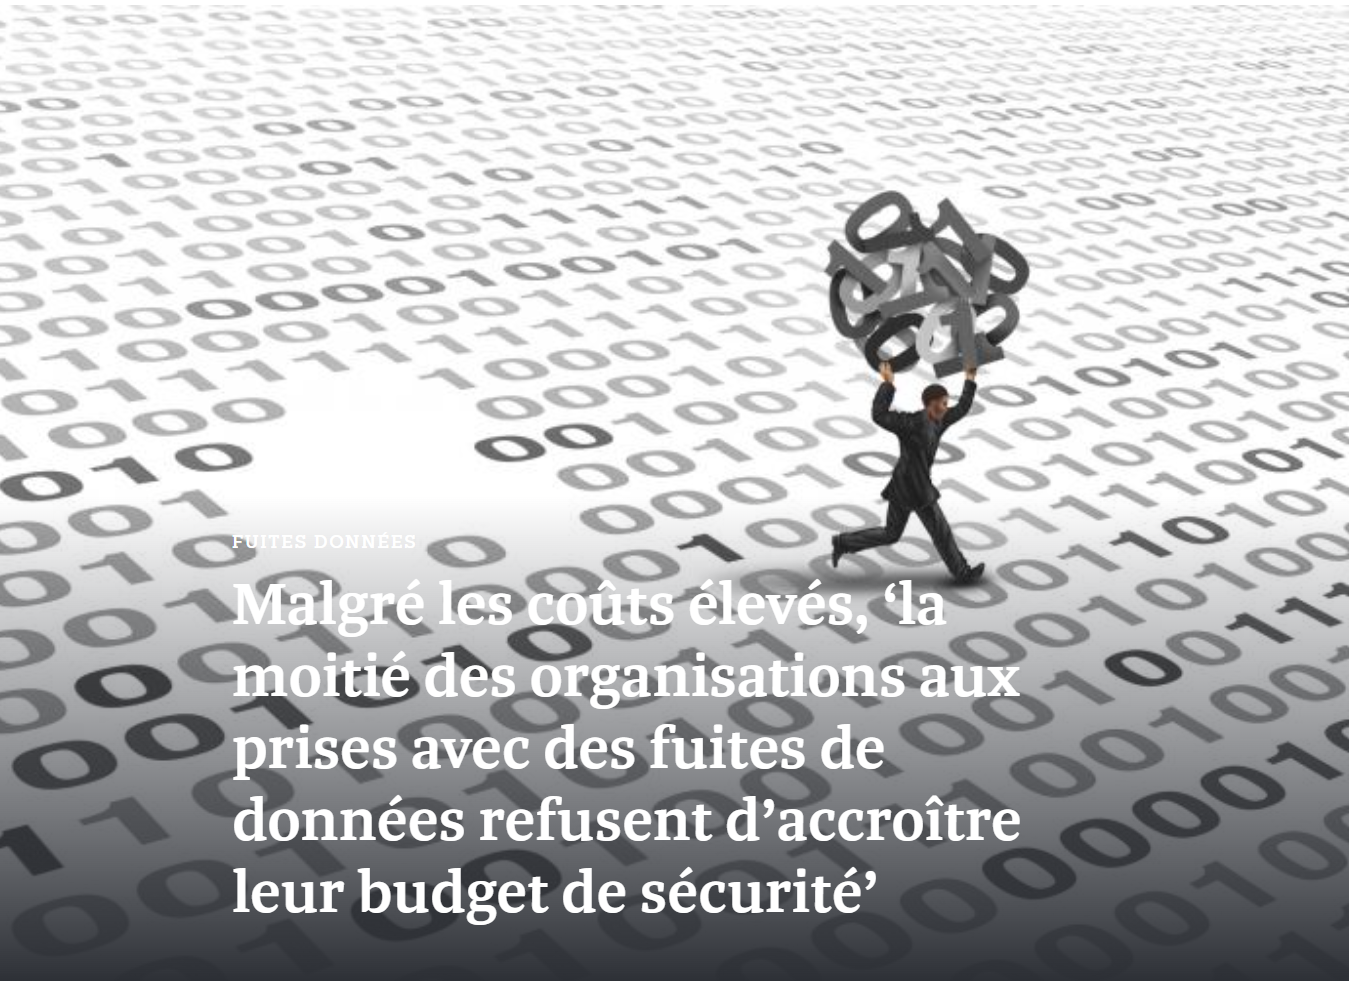 FUITES DONNÉES
Malgré les coûts élevés, ‘la
moitié des organisations aux
prises avec des fuites de
données refusent d’accroître
leur budget de sécurité’